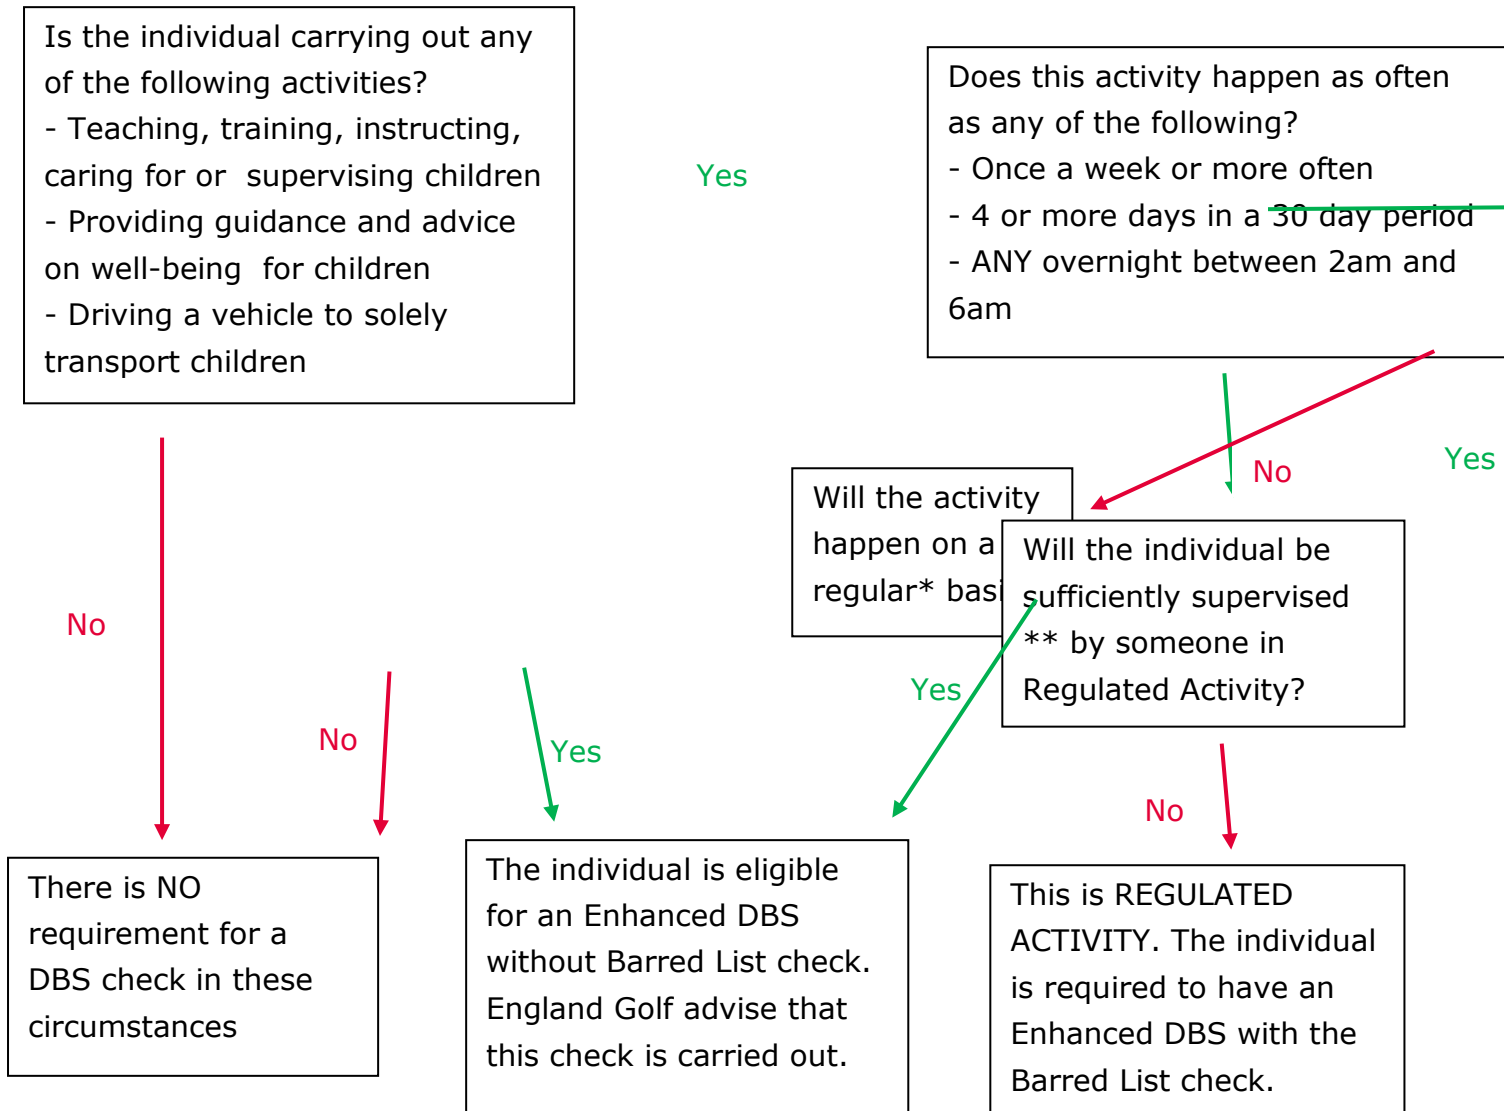 Is the individual carrying out any
of the following activities?
- Teaching, training, instructing,
caring for or  supervising children
- Providing guidance and advice
on well-being  for children
- Driving a vehicle to solely
transport children
Yes
Does this activity happen as often
as any of the following?
- Once a week or more often
- 4 or more days in a 30 day period
- ANY overnight between 2am and
6am
No
Yes
Will the activity
happen on a
regular* basi
Will the individual be
sufficiently supervised
** by someone in
Regulated Activity?
No
Yes
No
Yes
No
There is NO
requirement for a
DBS check in these
circumstances
The individual is eligible
for an Enhanced DBS
without Barred List check.
England Golf advise that
this check is carried out.
This is REGULATED
ACTIVITY. The individual
is required to have an
Enhanced DBS with the
Barred List check.